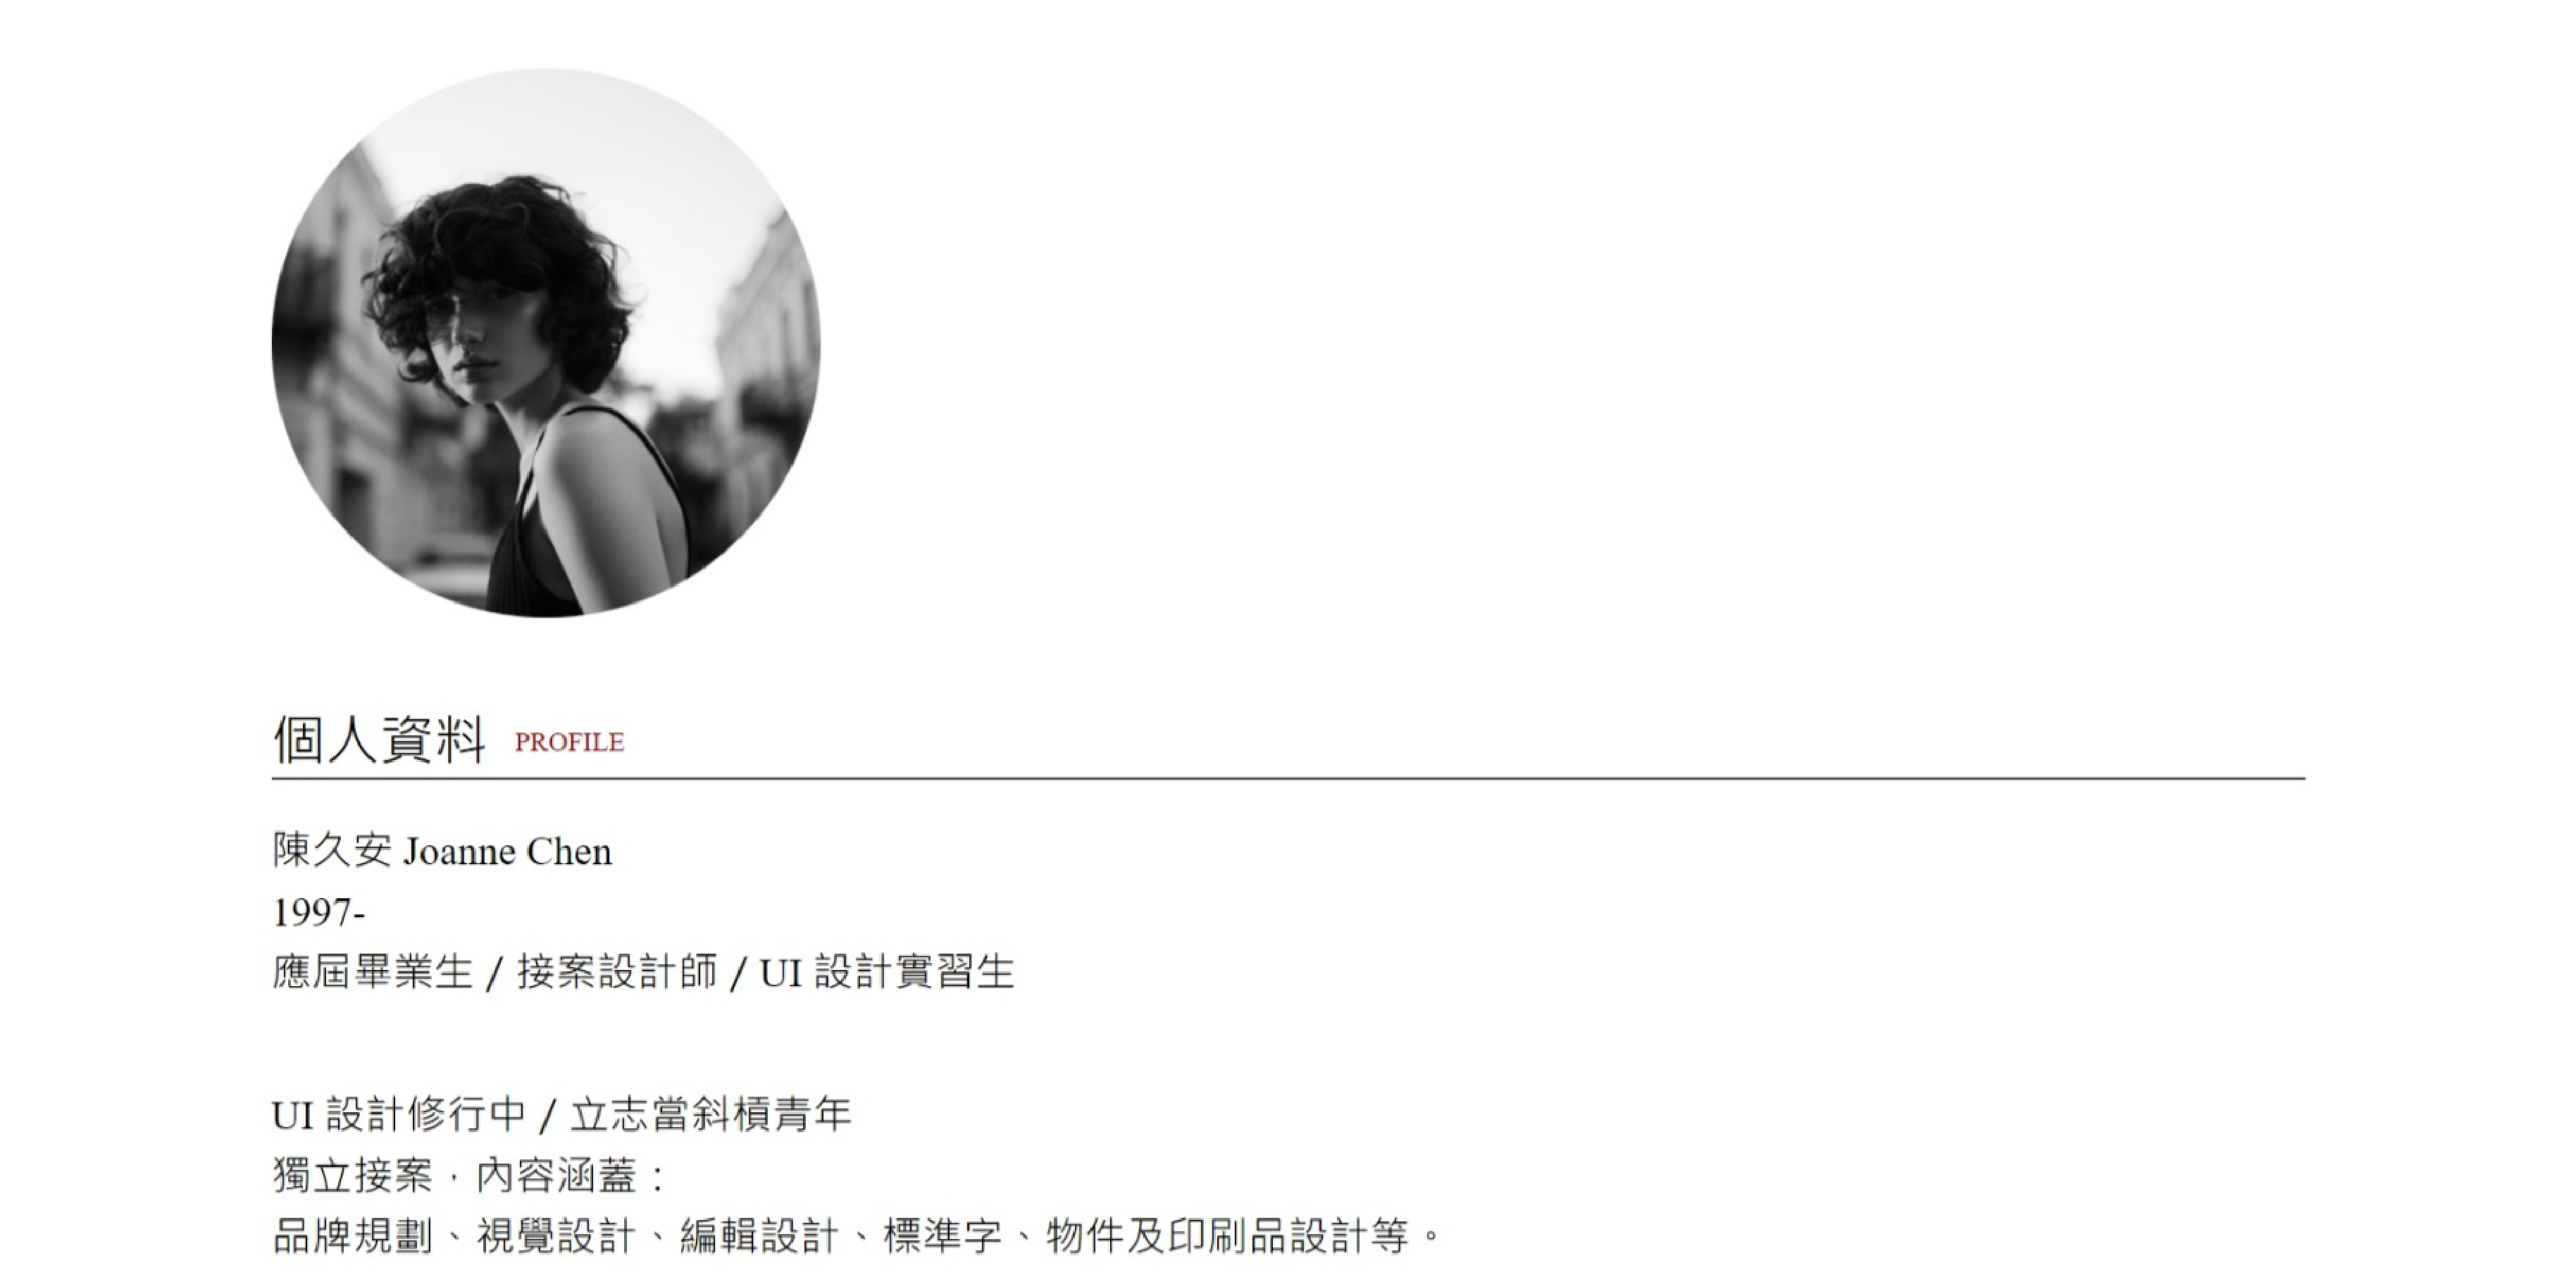 個人資料 PROFILE
陳久安 Joanne Chen
1997-
應屆畢業生 / 接案設計師 / UI 設計實習生
UI 設計修行中 / 立志當斜槓青年
獨立接案，內容涵蓋：
品牌規劃、視覺設計、編輯設計、標準字、物件及印刷品設計等。